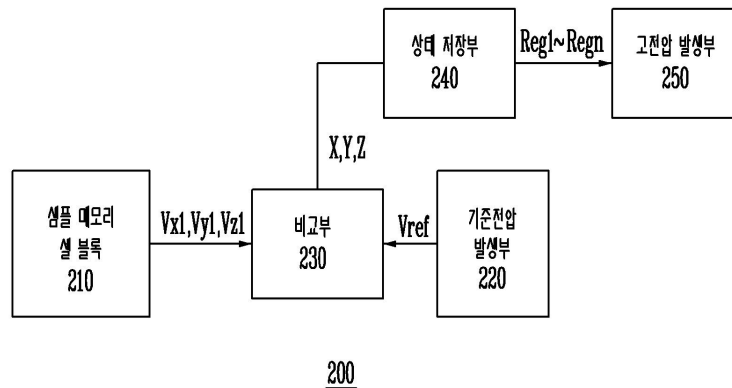 상태 저장부
240
Reg1~Regn
고전압 발생부
250
X,Y,Z
샘플 메모리
셀 블록
210
Vx1,Vy1,Vz1
비교부
230
Vref
기준전압
발생부
220
200